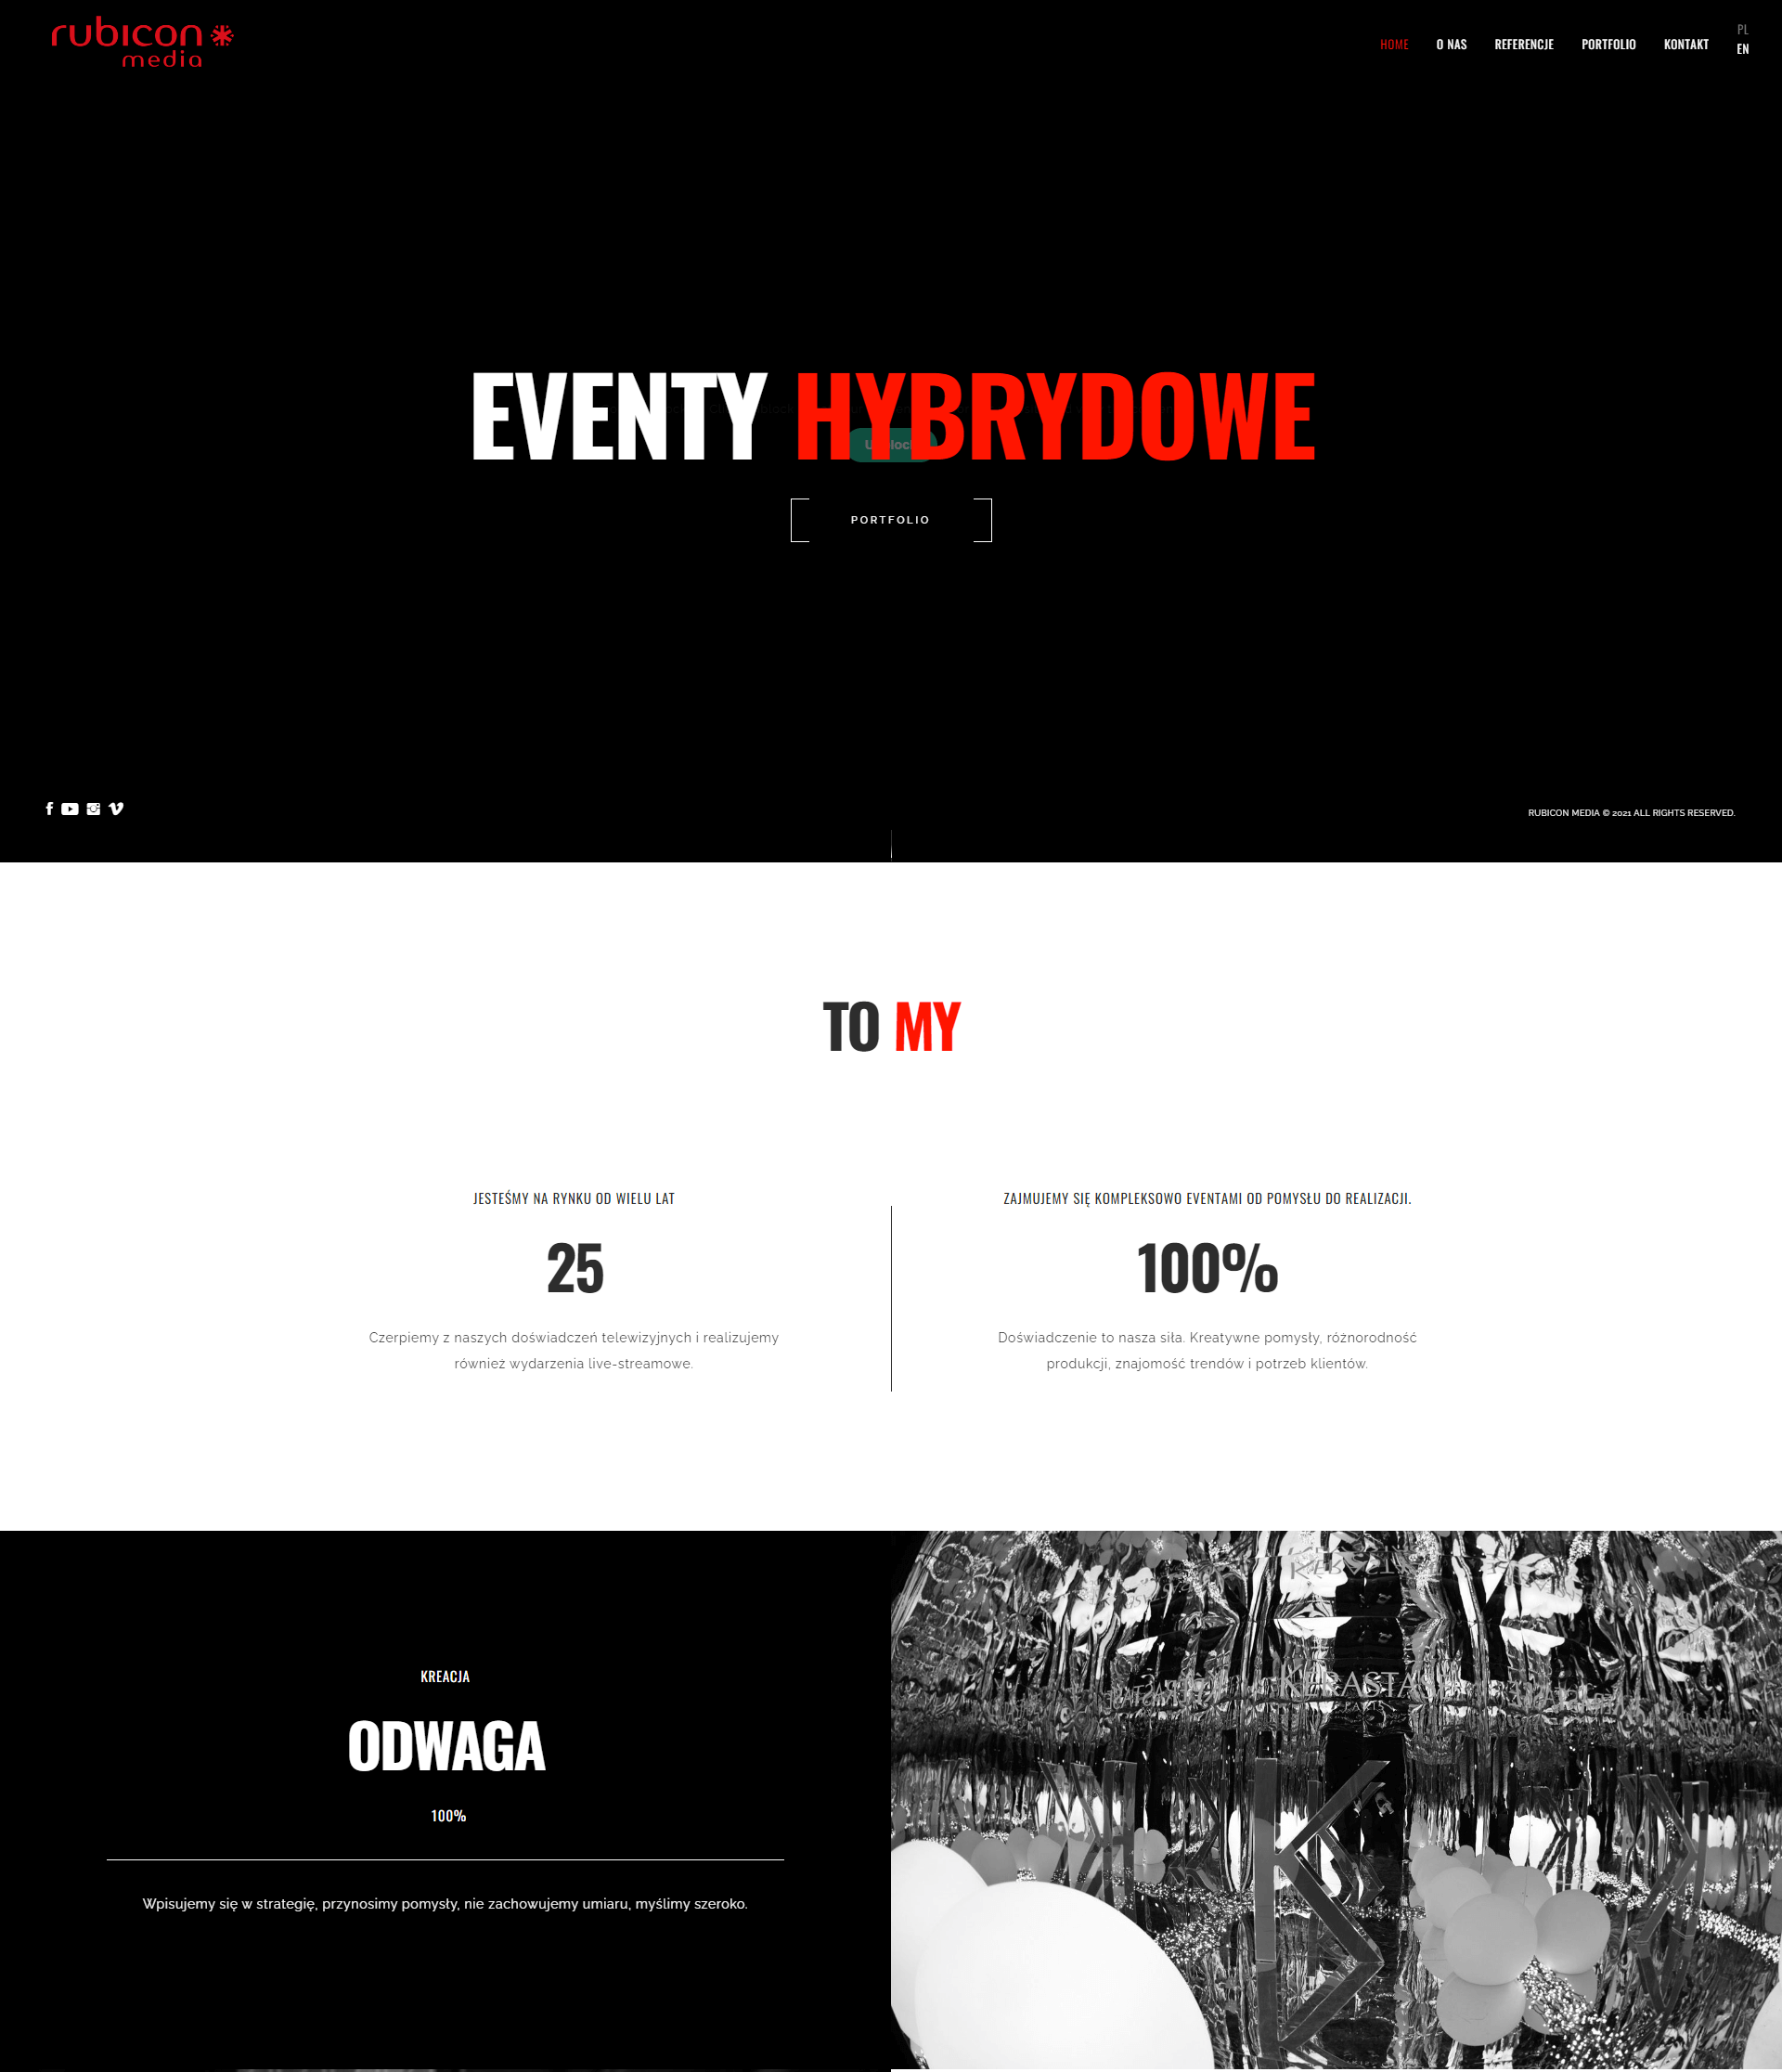 rubicon
media
HOME
O NAS
REFERENCJE
PORTFOLIO
KONTAKT
PL
EN
EVENTY HYBRYDOWE
PORTFOLIO
RUBICON MEDIA © 2021 ALL RIGHTS RESERVED.
TO MY
JESTEŚMY NA RYNKU OD WIELU LAT
25
Czerpiemy z naszych doświadczeń telewizyjnych i realizujemy
również wydarzenia live-streamowe.
ZAJMUJEMY SIĘ KOMPLEKSOWO EVENTAMI OD POMYSŁU DO REALIZACJI.
100%
Doświadczenie to nasza siła. Kreatywne pomysły, różnorodność
produkcji, znajomość trendów i potrzeb klientów.
KREACJA
ODWAGA
100%
Wpisujemy się w strategię, przynosimy pomysły, nie zachowujemy umiaru, myślimy szeroko.